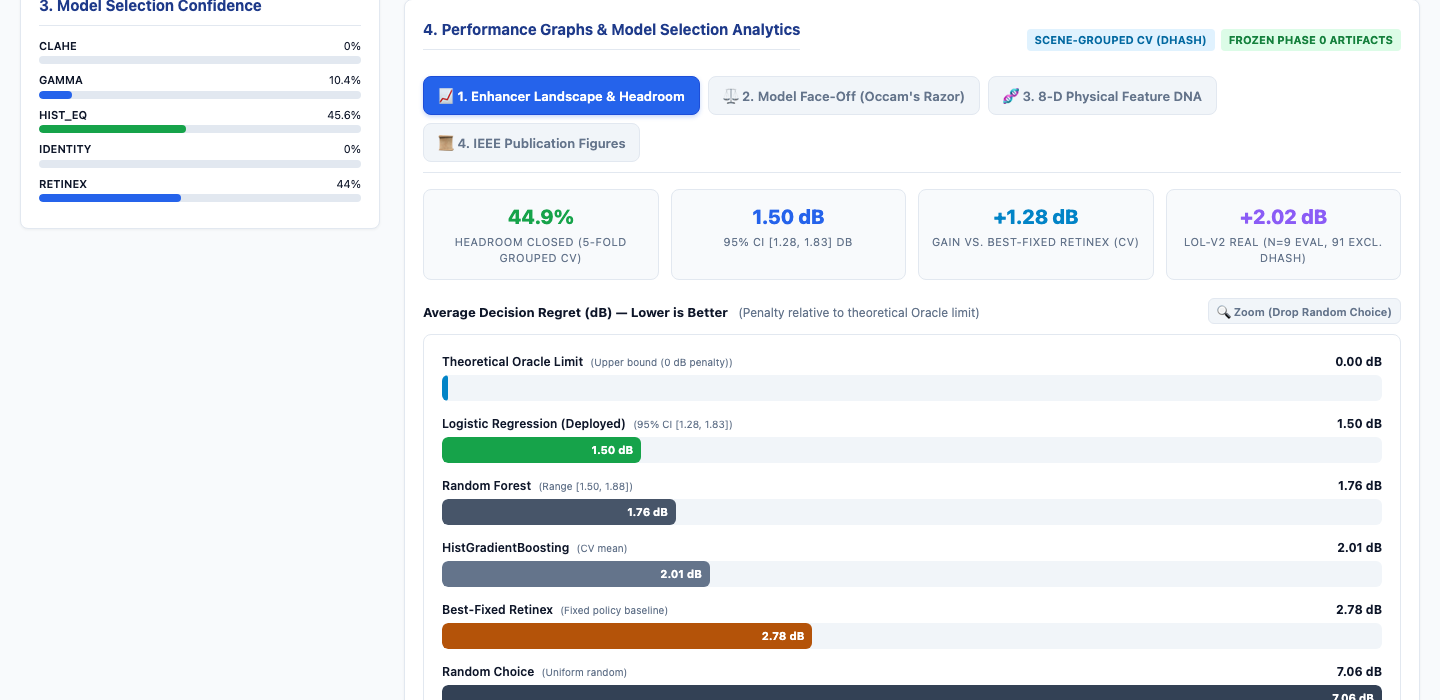 3. Model Selection Confidence
CLAHE 0%
GAMMA 10.4%
HIST_EQ 45.6%
IDENTITY 0%
RETINEX 44%
4. Performance Graphs & Model Selection Analytics
SCENE-GROUPED CV (DHASH) FROZEN PHASE 0 ARTIFACTS
1. Enhancer Landscape & Headroom
2. Model Face-Off (Occam's Razor)
3. 8-D Physical Feature DNA
4. IEEE Publication Figures
44.9%
HEADROOM CLOSED (5-FOLD
GROUPED CV)
1.50 dB
95% CI [1.28, 1.83] DB
+1.28 dB
GAIN VS. BEST-FIXED RETINEX (CV)
+2.02 dB
LOL-V2 REAL (N=9 EVAL, 91 EXCL.
DHASH)
Average Decision Regret (dB) — Lower is Better (Penalty relative to theoretical Oracle limit)
Zoom (Drop Random Choice)
Theoretical Oracle Limit (Upper bound (0 dB penalty)) 0.00 dB
Logistic Regression (Deployed) (95% CI [1.28, 1.83]) 1.50 dB
1.50 dB
Random Forest (Range [1.50, 1.88]) 1.76 dB
1.76 dB
HistGradientBoosting (CV mean) 2.01 dB
2.01 dB
Best-Fixed Retinex (Fixed policy baseline) 2.78 dB
2.78 dB
Random Choice (Uniform random) 7.06 dB
7.06 dB